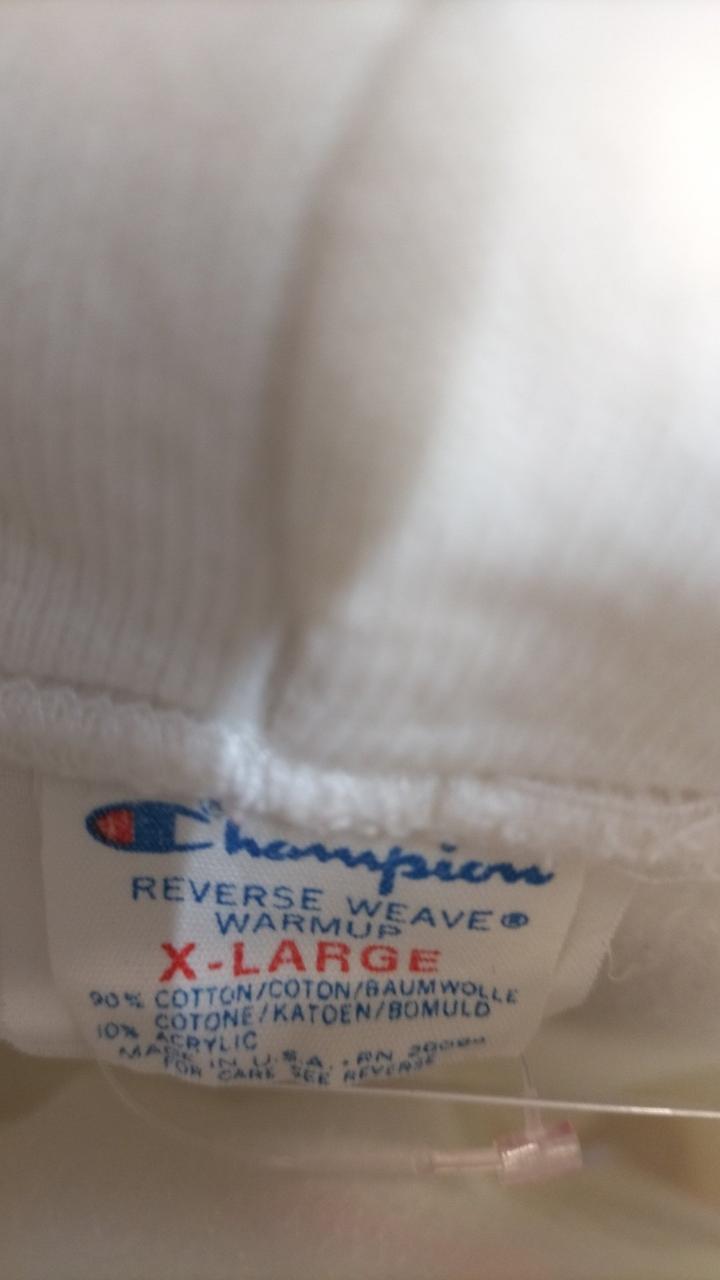 Champion
REVERSE WEAVE®
WARMUP
X-LARGE
90% COTTON/COTON/BAUMWOLLE
COTONE/KATOEN/BOMULD
10% ACRYLIC
MADE IN U.S.A. . RN
FOR CARE SEE REVERSE